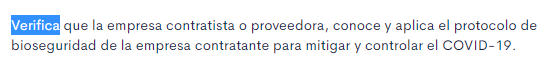 Verifica que la empresa contratista o proveedora, conoce y aplica el protocolo de
bioseguridad de la empresa contratante para mitigar y controlar el COVID-19.